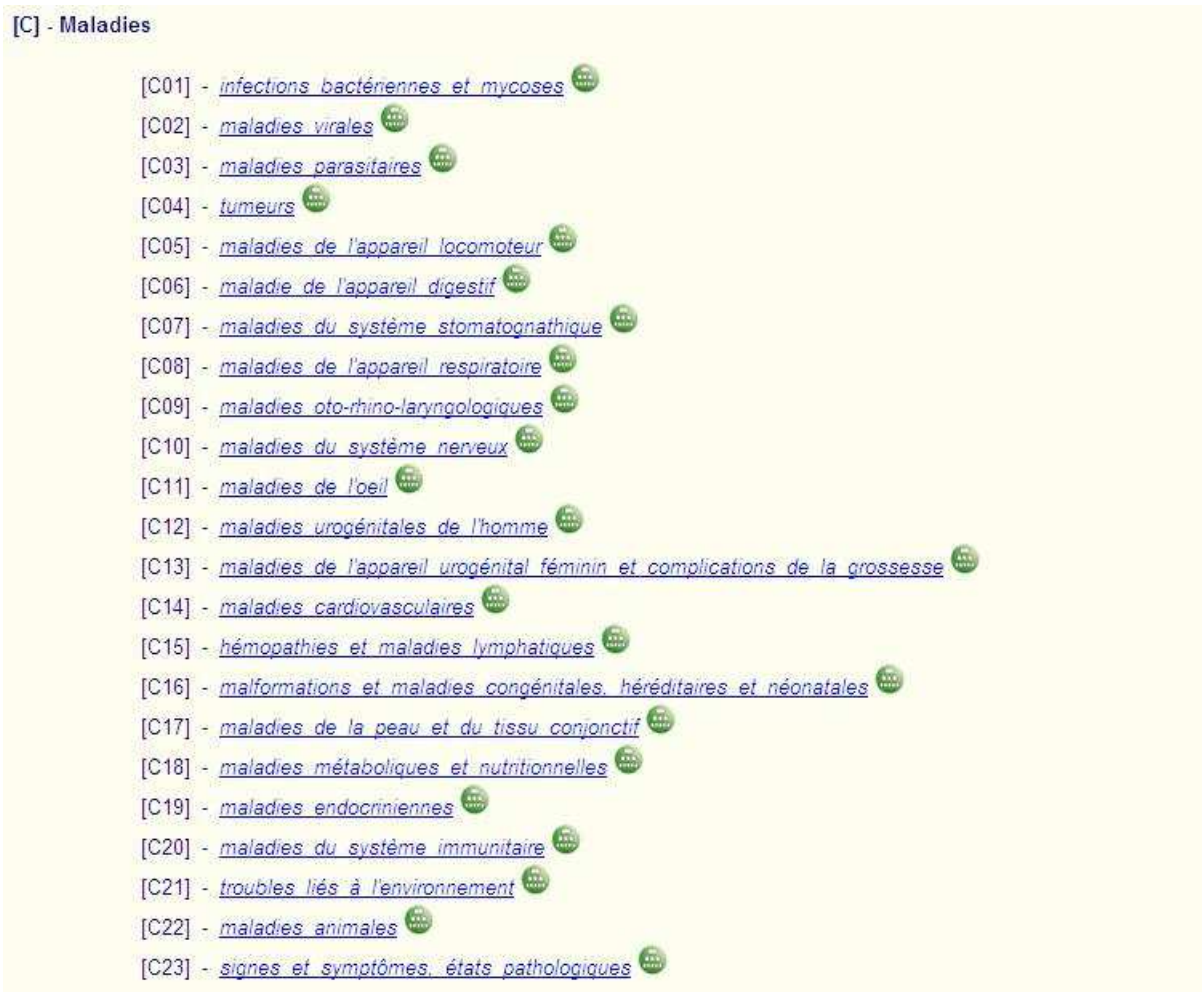 [C] - Maladies
[C01] - infections bactériennes et mycoses
[C02] - maladies virales
[C03] - maladies parasitaires
[C04] - tumeurs
[C05] - maladies de l'appareil locomoteur
[C06] - maladie de l'appareil digestif
[C07] - maladies du système stomatognathique
[C08] - maladies de l'appareil respiratoire
[C09] - maladies oto-rhino-laryngologiques
[C10] - maladies du système nerveux
[C11] - maladies de l'oeil
[C12] - maladies urogénitales de l'homme
[C13] - maladies de l'appareil urogénital féminin et complications de la grossesse
[C14] - maladies cardiovasculaires
[C15] - hémopathies et maladies lymphatiques
[C16] - malformations et maladies congénitales, héréditaires et néonatales
[C17] - maladies de la peau et du tissu conjonctif
[C18] - maladies métaboliques et nutritionnelles
[C19] - maladies endocriniennes
[C20] - maladies du système immunitaire
[C21] - troubles liés à l'environnement
[C22] - maladies animales
[C23] - signes et symptômes, états pathologiques